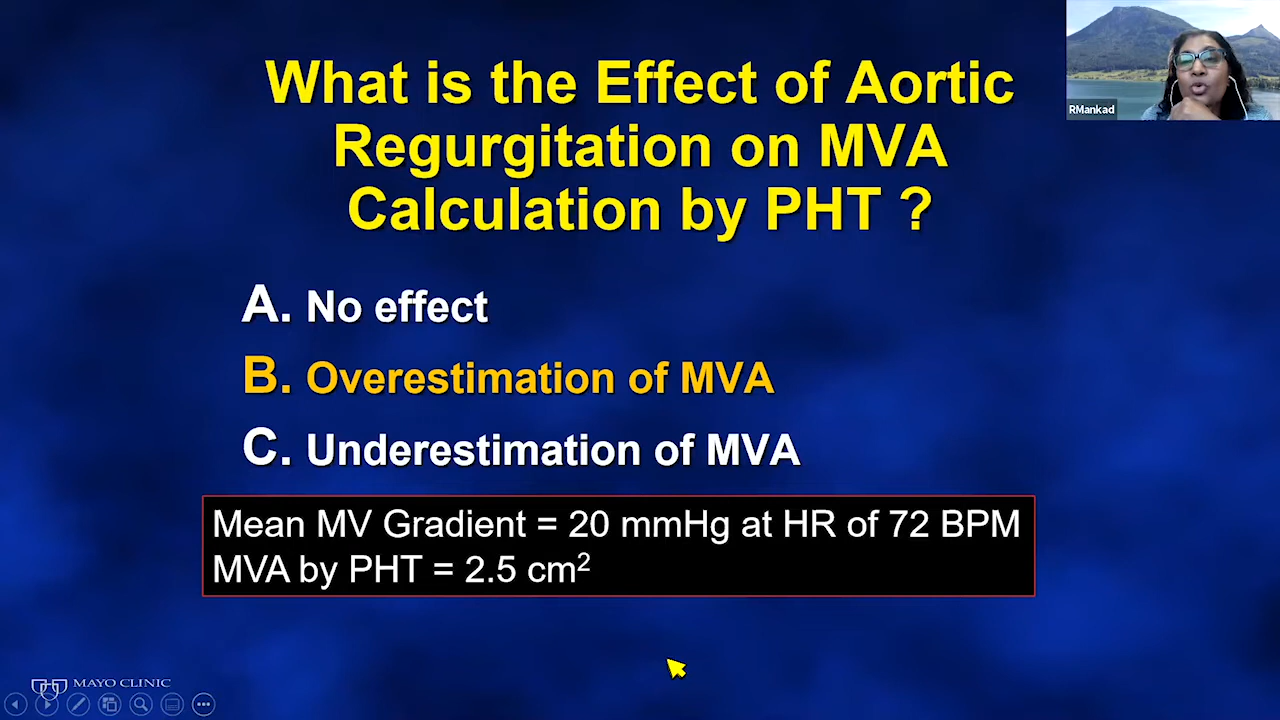 What is the Effect of Aortic
Regurgitation on MVA
Calculation by PHT ?
RMankad
A. No effect
B. Overestimation of MVA
C. Underestimation of MVA
Mean MV Gradient = 20 mmHg at HR of 72 BPM
MVA by PHT = 2.5 cm²
MAYO CLINIC